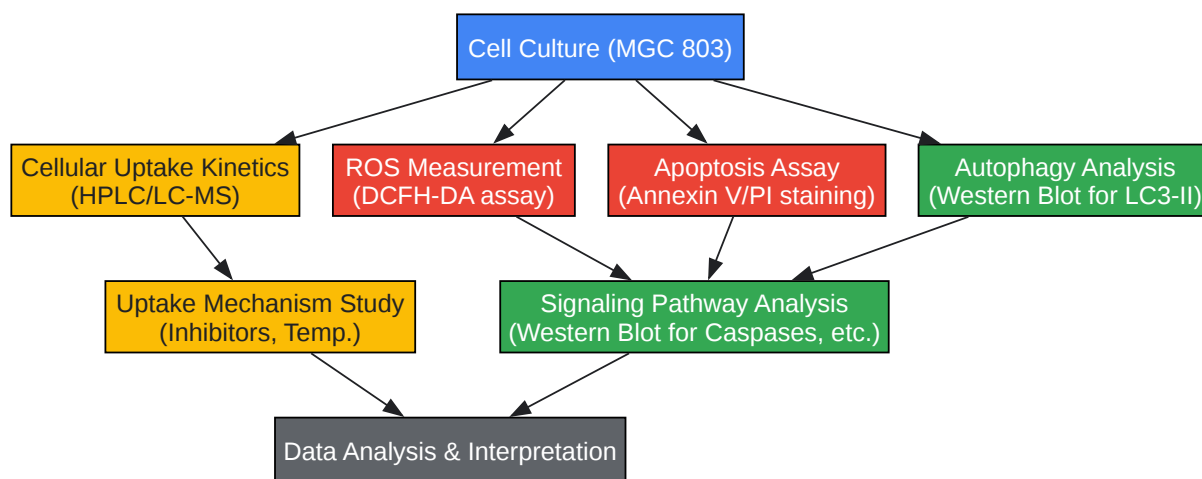 Cell Culture (MGC 803)
Cellular Uptake Kinetics
(HPLC/LC-MS)
ROS Measurement
(DCFH-DA assay)
Apoptosis Assay
(Annexin V/PI staining)
Autophagy Analysis
(Western Blot for LC3-II)
Uptake Mechanism Study
(Inhibitors, Temp.)
Signaling Pathway Analysis
(Western Blot for Caspases, etc.)
Data Analysis & Interpretation